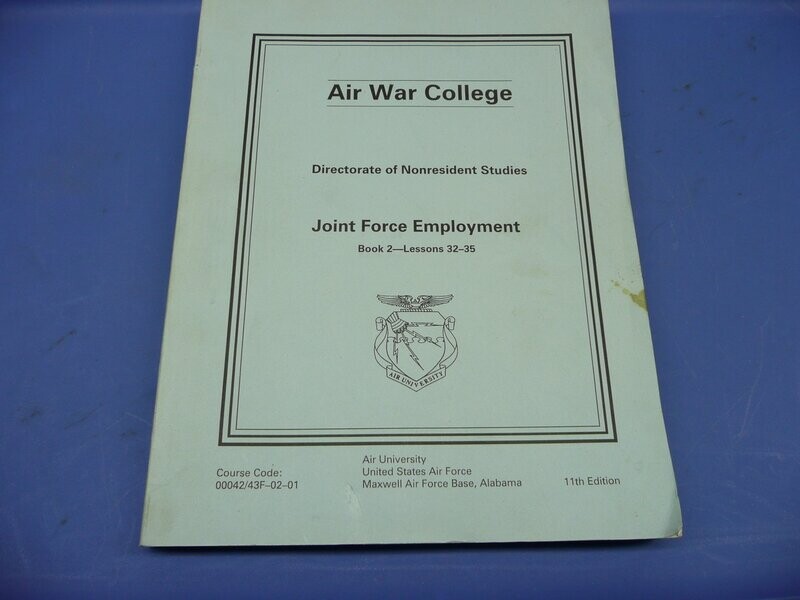 Air War College
Directorate of Nonresident Studies
Joint Force Employment
Book 2—Lessons 32–35
AIR UNIVERSITY
Air University
Course Code:
United States Air Force
00042/43F–02–01
Maxwell Air Force Base, Alabama
11th Edition